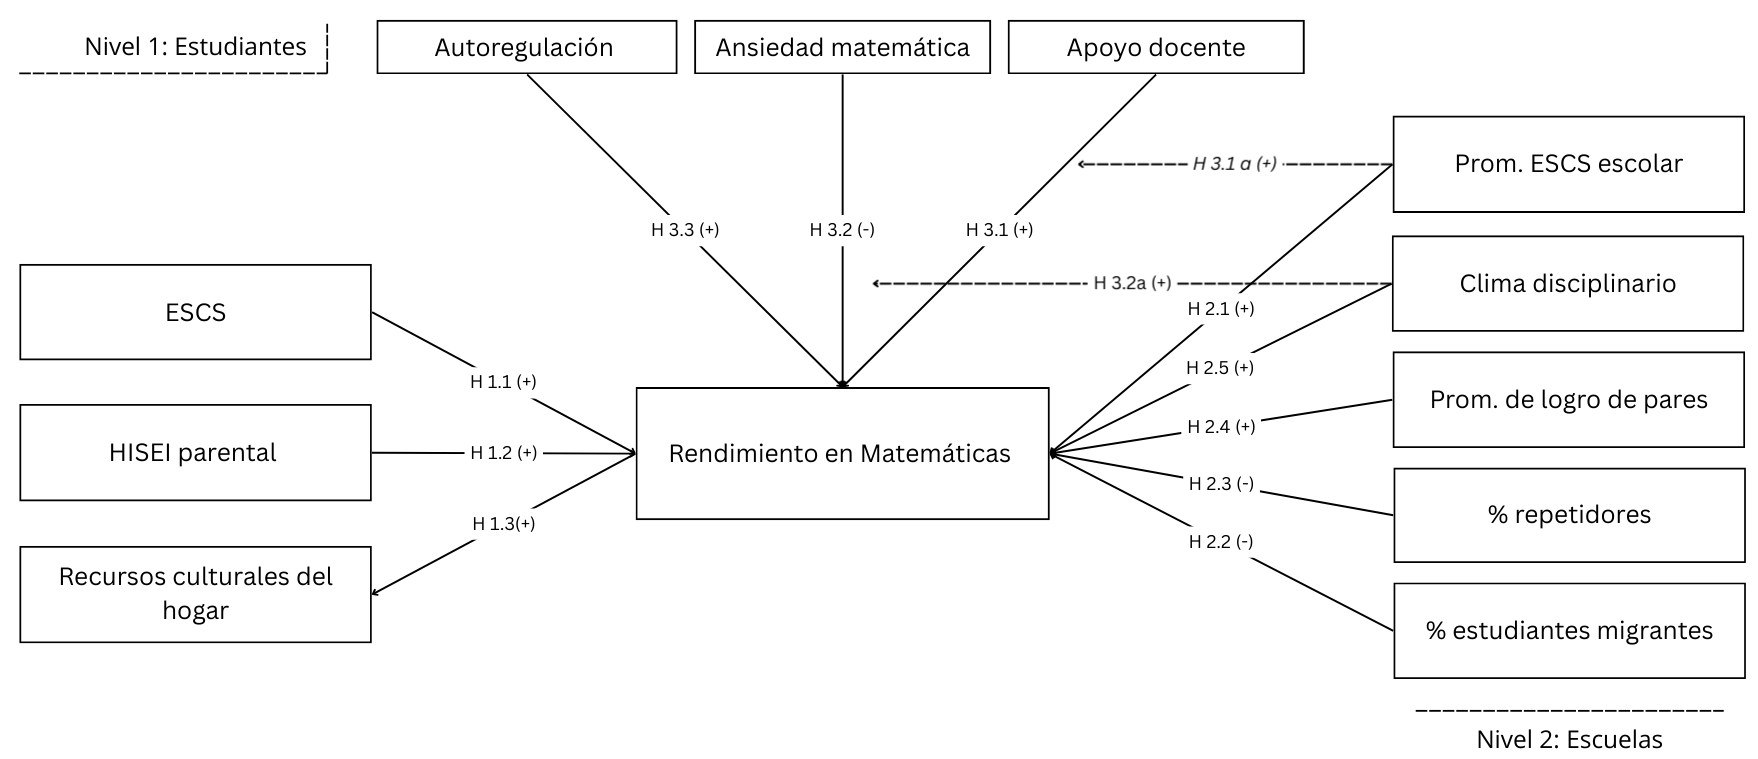 Nivel 1: Estudiantes
Autoregulación
Ansiedad matemática
Apoyo docente
Prom. ESCS escolar
H 3.1 a (+)
H 3.3 (+)
H 3.2 (-)
H 3.1 (+)
Clima disciplinario
H 3.2a (+)
H 2.1 (+)
ESCS
H 1.1 (+)
H 2.5 (+)
Prom. de logro de pares
H 2.4 (+)
HISEI parental
H 1.2 (+)
Rendimiento en Matemáticas
H 2.3 (-)
% repetidores
H 1.3(+)
H 2.2 (-)
Recursos culturales del
hogar
% estudiantes migrantes
Nivel 2: Escuelas